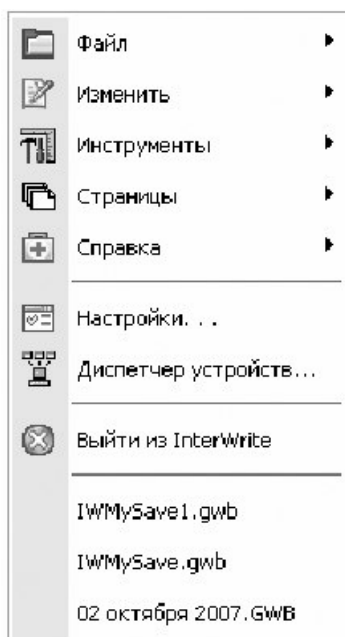 Файл
Изменить
Инструменты
Страницы
Справка
Настройки. . .
Диспетчер устройств...
Выйти из InterWrite
IWMySave1.gwb
IWMySave.gwb
02 октября 2007.GWB